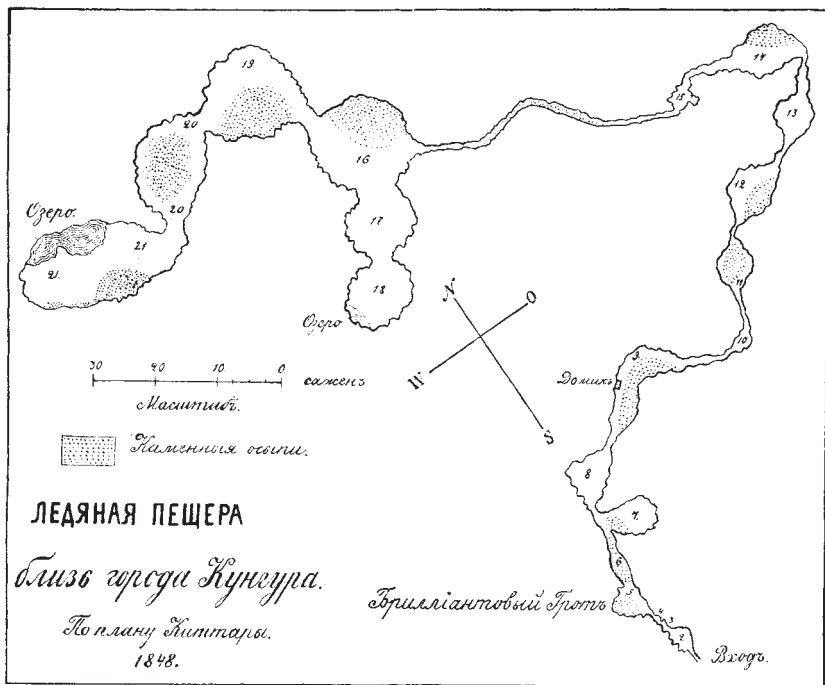 19
14
20
15
13
16
12
Озеро.
20
21
17
21.
11
18
N
O
Озеро
10
9.
30 20 10 0. сажень
W
Домикъ
Масштабъ.
S
Каменныя осыпи.
8
ЛЕДЯНАЯ ПЕЩЕРА
7.
близь города Кунгура.
6
Брилліантовый Гротъ
5
4
3
По плану Киттары.
2
1848.
Входъ.